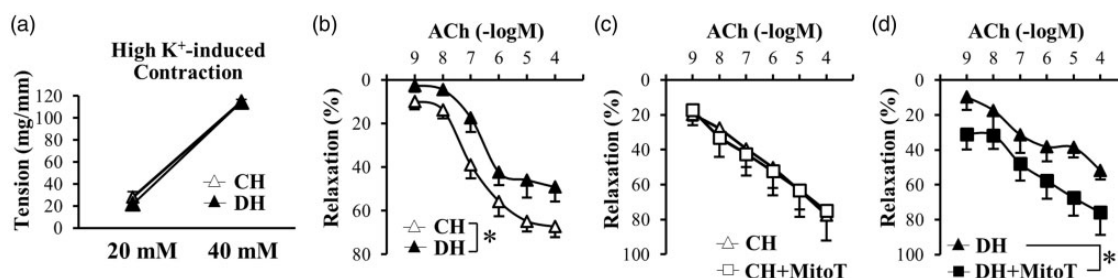 (a)
High K⁺-induced
Contraction
Tension (mg/mm)
120
100
80
60
40
20
0
CH
DH
20 mM
40 mM
(b)
ACh (-logM)
9 8 7 6 5 4
Relaxation (%)
0
20
40
60
80
CH
DH
*
(c)
ACh (-logM)
9 8 7 6 5 4
Relaxation (%)
0
20
40
60
80
100
CH
CH+MitoT
(d)
ACh (-logM)
9 8 7 6 5 4
Relaxation (%)
0
20
40
60
80
100
DH
DH+MitoT
*